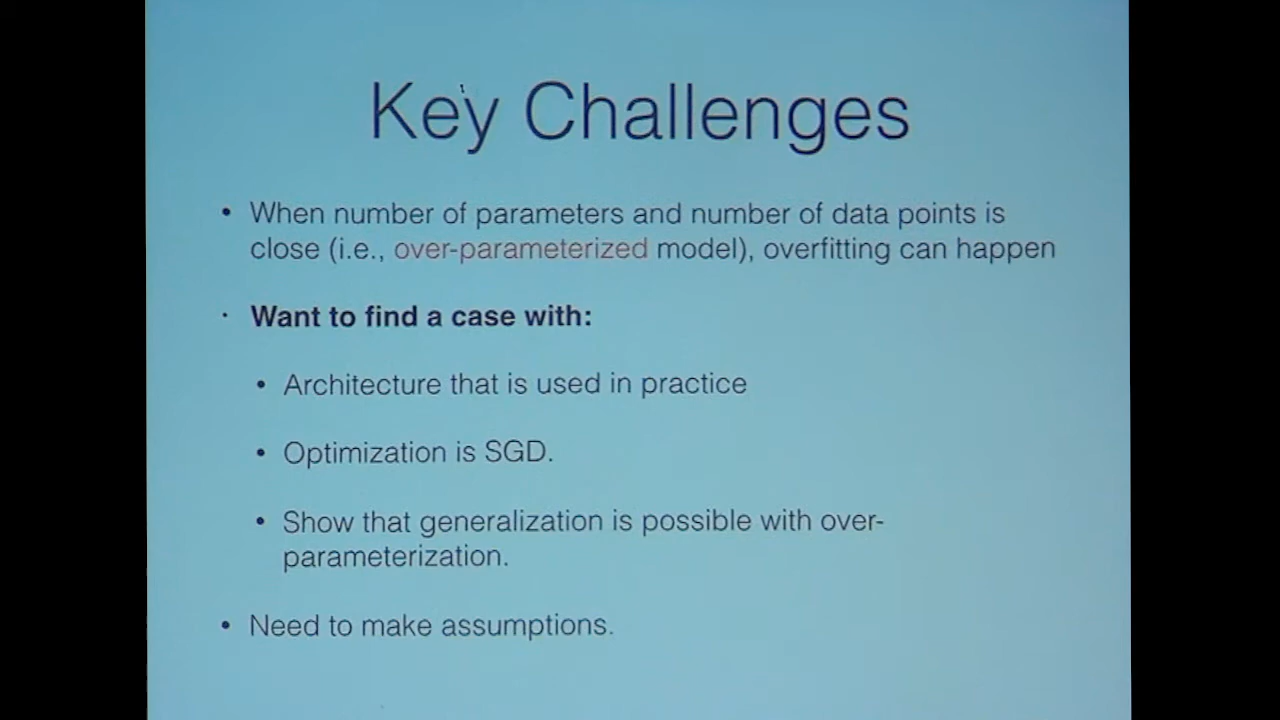 Key Challenges
• When number of parameters and number of data points is
close (i.e., over-parameterized model), overfitting can happen
• Want to find a case with:
• Architecture that is used in practice
• Optimization is SGD.
• Show that generalization is possible with over-
parameterization.
• Need to make assumptions.